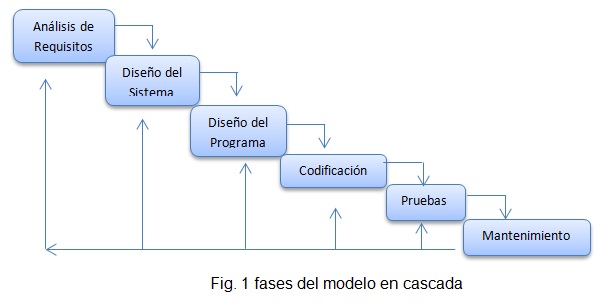 Análisis de
Requisitos
Diseño del
Sistema
Diseño del
Programa
Codificación
Pruebas
Mantenimiento
Fig. 1 fases del modelo en cascada